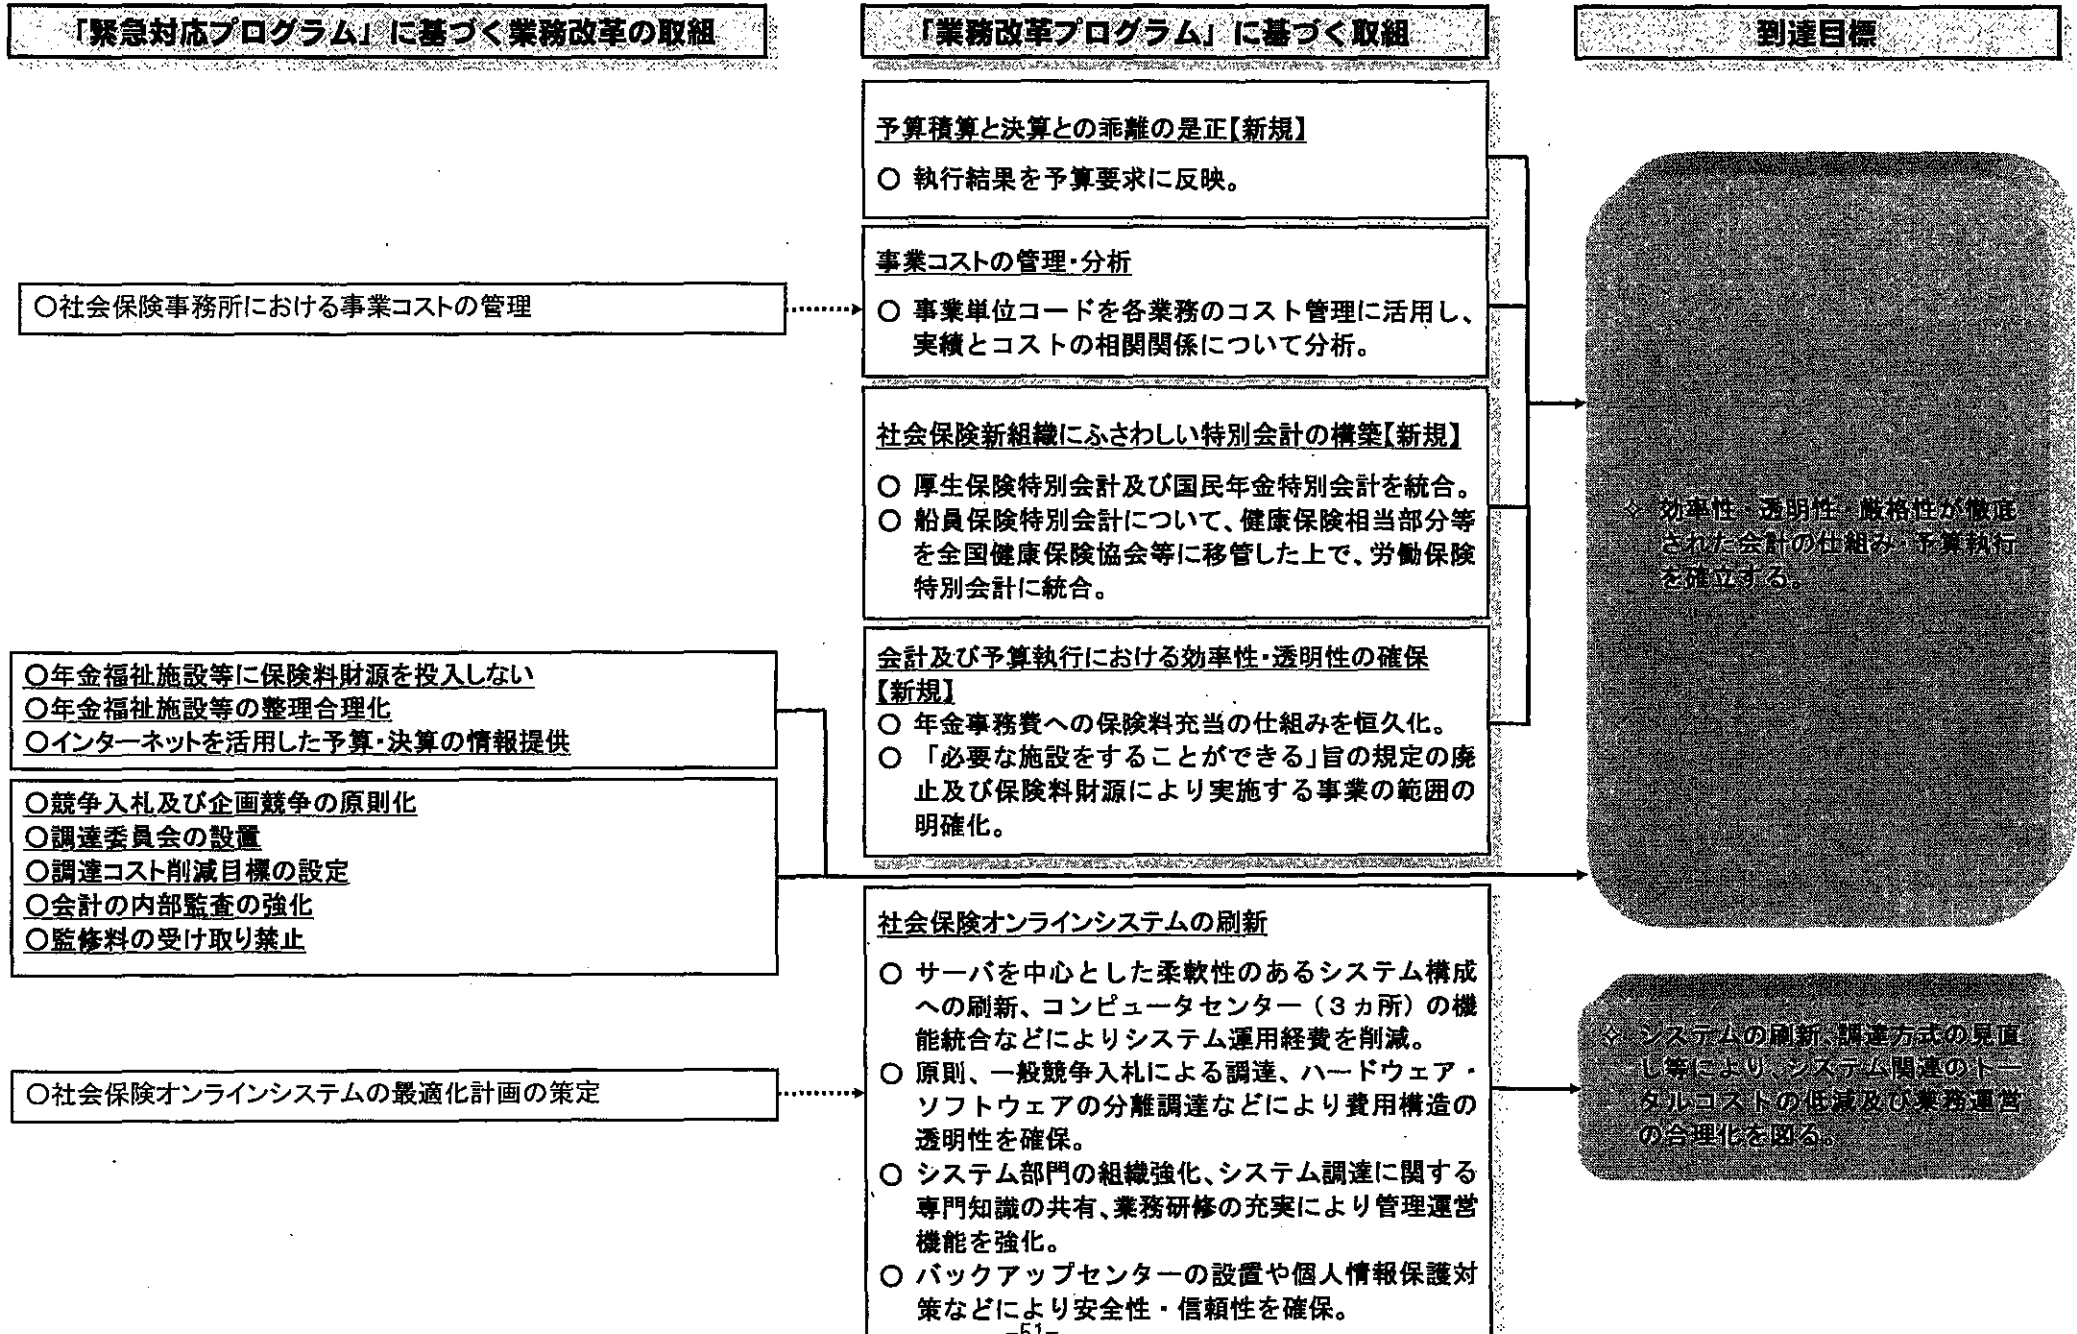 「緊急対応プログラム」に基づく業務改革の取組
「業務改革プログラム」に基づく取組
到達目標
予算積算と決算との乖離の是正【新規】
○ 執行結果を予算要求に反映。
○社会保険事務所における事業コストの管理
事業コストの管理・分析
○ 事業単位コードを各業務のコスト管理に活用し、
実績とコストの相関関係について分析。
社会保険新組織にふさわしい特別会計の構築【新規】
○ 厚生保険特別会計及び国民年金特別会計を統合。
○ 船員保険特別会計について、健康保険相当部分等
を全国健康保険協会等に移管した上で、労働保険
特別会計に統合。
◇ 効率性・透明性・厳格性が徹底
された会計の仕組み・予算執行
を確立する。
○年金福祉施設等に保険料財源を投入しない
○年金福祉施設等の整理合理化
○インターネットを活用した予算・決算の情報提供
会計及び予算執行における効率性・透明性の確保
【新規】
○ 年金事務費への保険料充当の仕組みを恒久化。
○ 「必要な施設をすることができる」旨の規定の廃
止及び保険料財源により実施する事業の範囲の
明確化。
○競争入札及び企画競争の原則化
○調達委員会の設置
○調達コスト削減目標の設定
○会計の内部監査の強化
○監修料の受け取り禁止
○社会保険オンラインシステムの最適化計画の策定
社会保険オンラインシステムの刷新
○ サーバを中心とした柔軟性のあるシステム構成
への刷新、コンピュータセンター（3ヵ所）の機
能統合などによりシステム運用経費を削減。
○ 原則、一般競争入札による調達、ハードウェア・
ソフトウェアの分離調達などにより費用構造の
透明性を確保。
○ システム部門の組織強化、システム調達に関する
専門知識の共有、業務研修の充実により管理運営
機能を強化。
○ バックアップセンターの設置や個人情報保護対
策などにより安全性・信頼性を確保。
◇ システムの刷新、調達方式の見直
し等により、システム関連のトー
タルコストの低減及び業務運営
の合理化を図る。
-51-